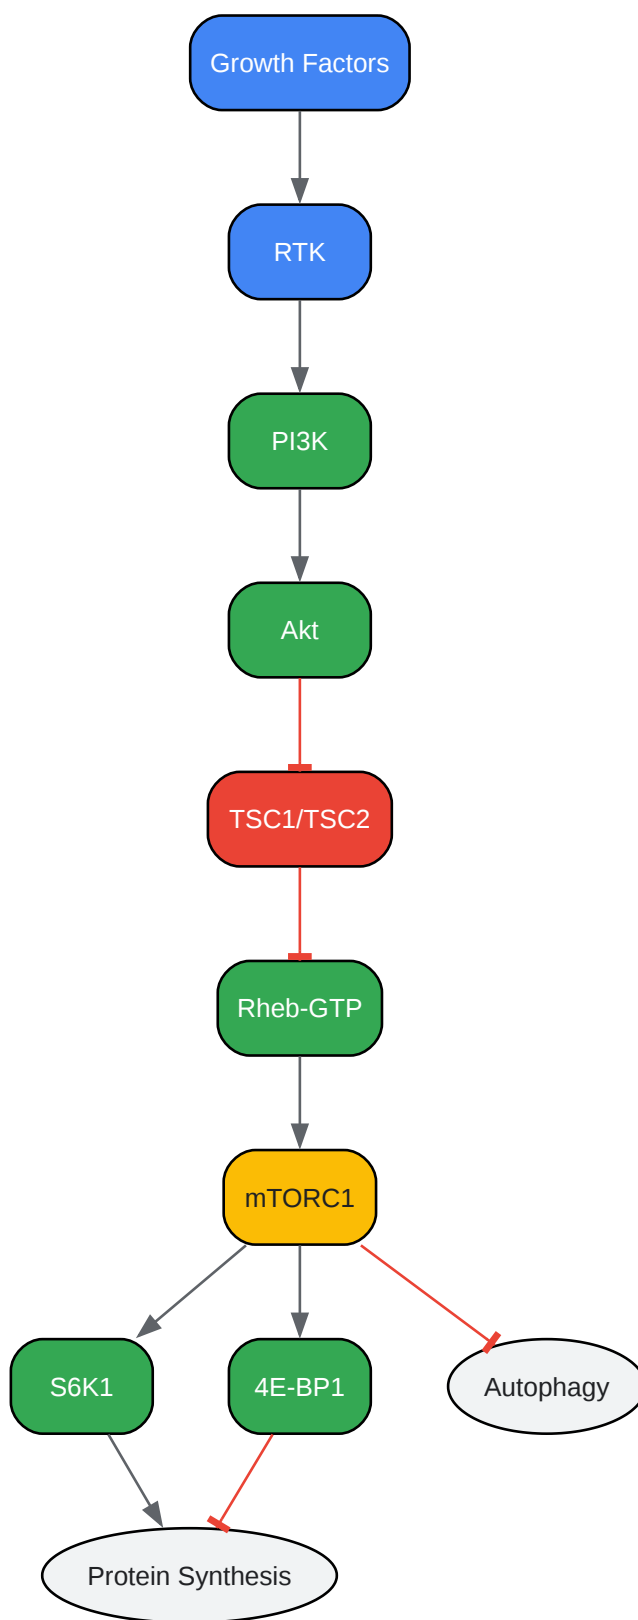 Growth Factors
RTK
PI3K
Akt
TSC1/TSC2
Rheb-GTP
mTORC1
S6K1
4E-BP1
Autophagy
Protein Synthesis